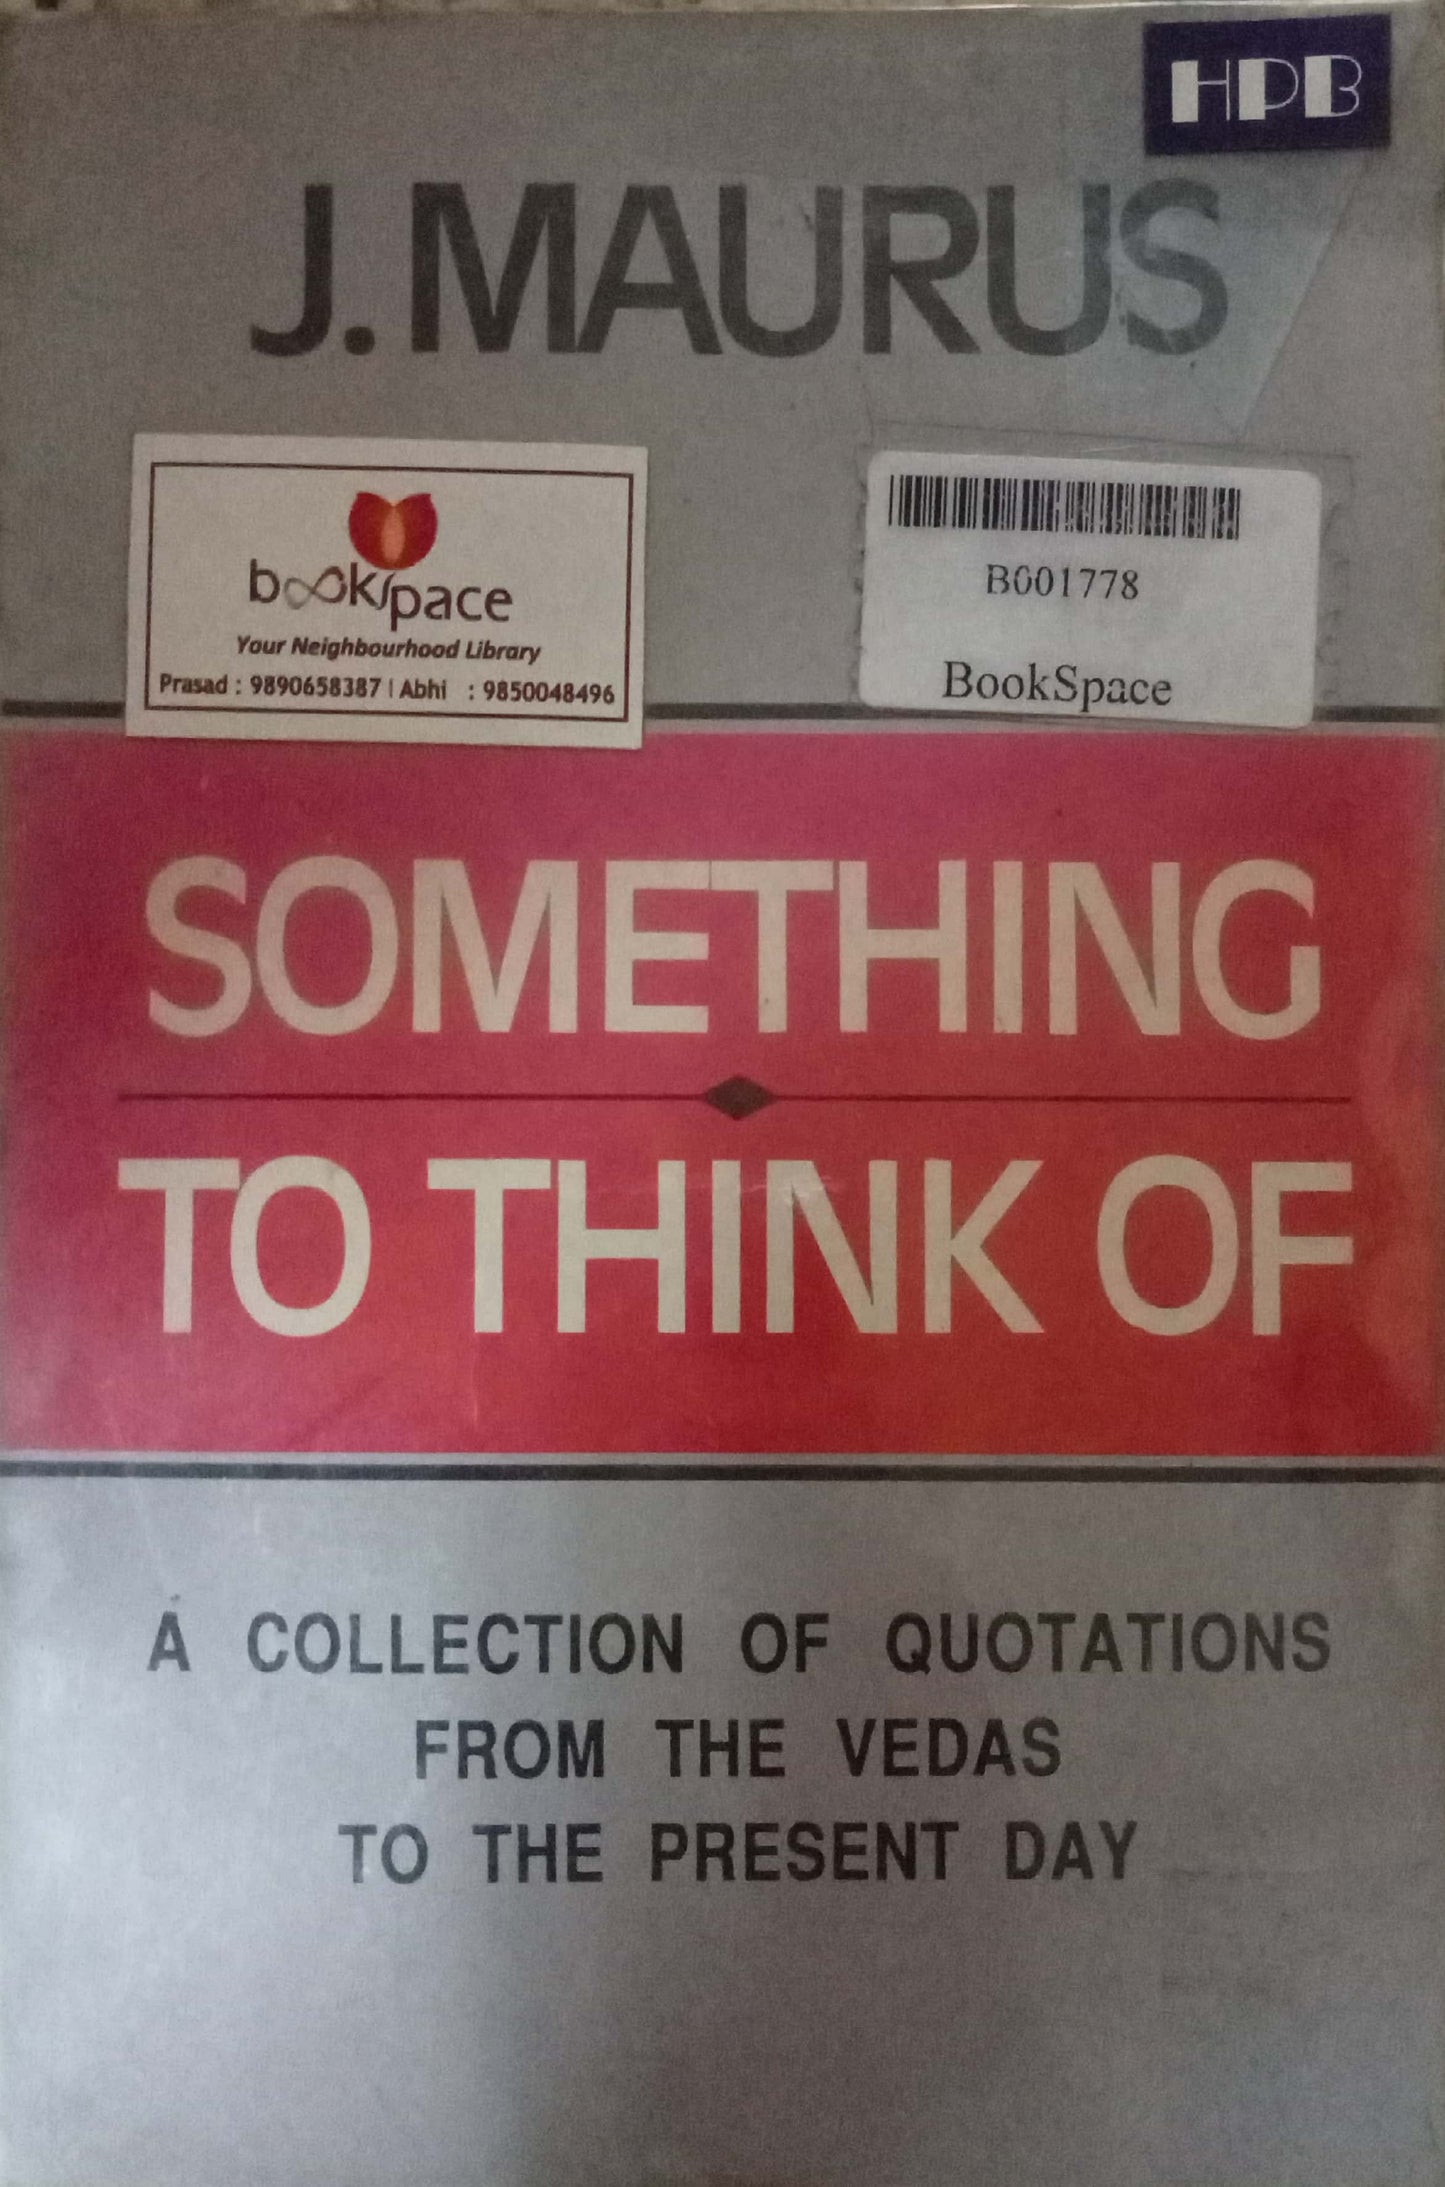 HPB
J. MAURUS
bookspace
Your Neighbourhood Library
Prasad : 9890658387 | Abhi : 9850048496
B001778
BookSpace
SOMETHING
TO THINK OF
A COLLECTION OF QUOTATIONS
FROM THE VEDAS
TO THE PRESENT DAY